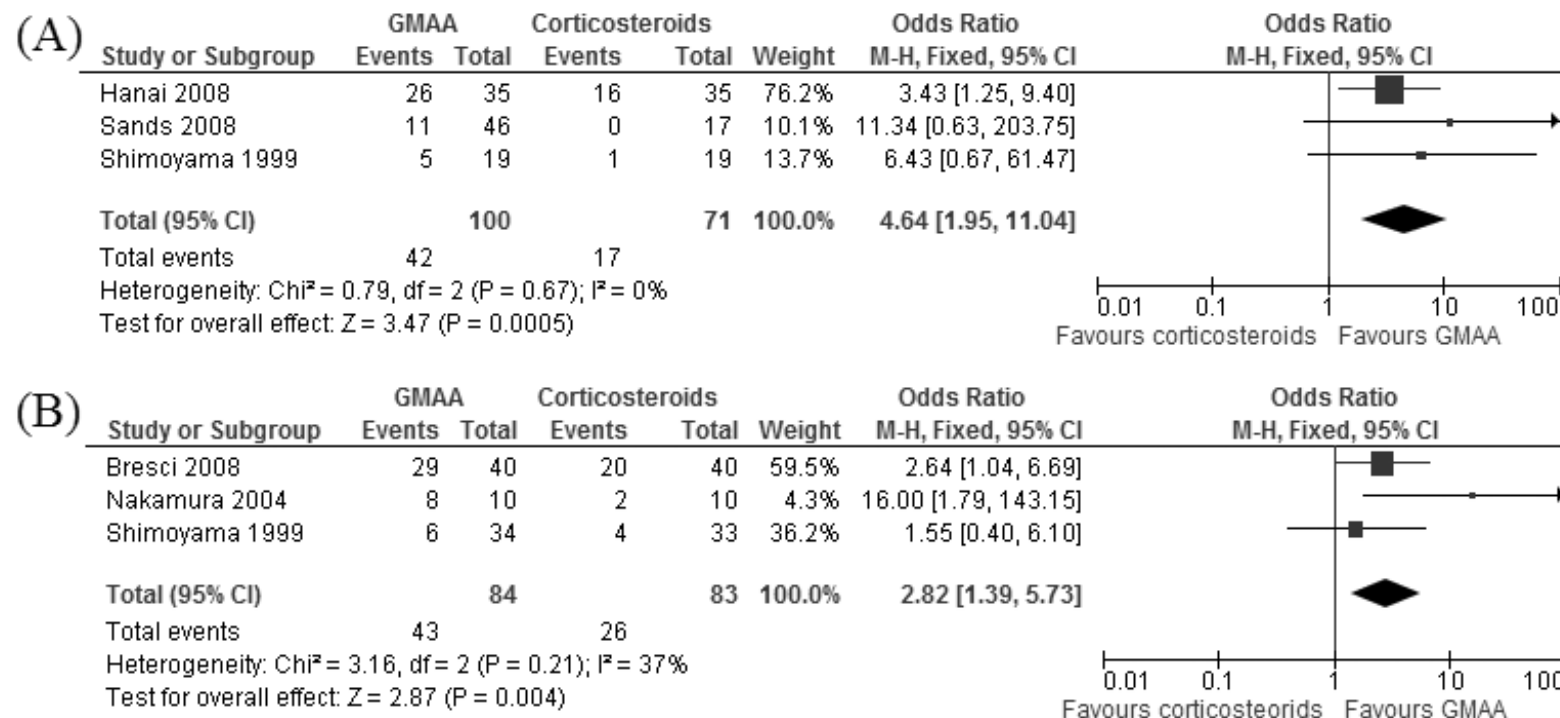 (A)
GMAA Corticosteroids Odds Ratio Odds Ratio
Study or Subgroup Events Total Events Total Weight M-H, Fixed, 95% CI M-H, Fixed, 95% CI
Hanai 2008 26 35 16 35 76.2% 3.43 [1.25, 9.40]
Sands 2008 11 46 0 17 10.1% 11.34 [0.63, 203.75]
Shimoyama 1999 5 19 1 19 13.7% 6.43 [0.67, 61.47]
Total (95% CI) 100 71 100.0% 4.64 [1.95, 11.04]
Total events 42 17
Heterogeneity: Chi² = 0.79, df = 2 (P = 0.67); I² = 0%
Test for overall effect: Z = 3.47 (P = 0.0005)
0.01 0.1 1 10 100
Favours corticosteroids Favours GMAA
(B)
GMAA Corticosteroids Odds Ratio Odds Ratio
Study or Subgroup Events Total Events Total Weight M-H, Fixed, 95% CI M-H, Fixed, 95% CI
Bresci 2008 29 40 20 40 59.5% 2.64 [1.04, 6.69]
Nakamura 2004 8 10 2 10 4.3% 16.00 [1.79, 143.15]
Shimoyama 1999 6 34 4 33 36.2% 1.55 [0.40, 6.10]
Total (95% CI) 84 83 100.0% 2.82 [1.39, 5.73]
Total events 43 26
Heterogeneity: Chi² = 3.16, df = 2 (P = 0.21); I² = 37%
Test for overall effect: Z = 2.87 (P = 0.004)
0.01 0.1 1 10 100
Favours corticosteorids Favours GMAA